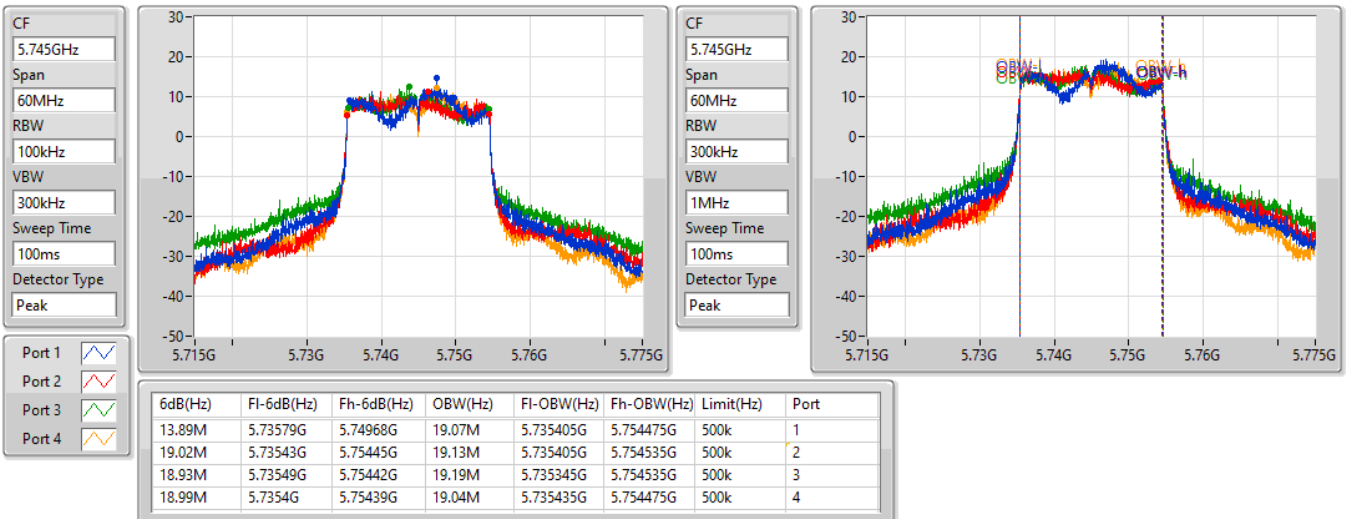 CF
5.745GHz
Span
60MHz
RBW
100kHz
VBW
300kHz
Sweep Time
100ms
Detector Type
Peak
30
20
10
0
-10
-20
-30
-40
-50
5.715G 5.73G 5.74G 5.75G 5.76G 5.775G
CF
5.745GHz
Span
60MHz
RBW
300kHz
VBW
1MHz
Sweep Time
100ms
Detector Type
Peak
30
20
10
0
-10
-20
-30
-40
-50
OBW-l
OBW-h
5.715G 5.73G 5.74G 5.75G 5.76G 5.775G
Port 1
Port 2
Port 3
Port 4
6dB(Hz) Fl-6dB(Hz) Fh-6dB(Hz) OBW(Hz) Fl-OBW(Hz) Fh-OBW(Hz) Limit(Hz) Port
13.89M 5.73579G 5.74968G 19.07M 5.735405G 5.754475G 500k 1
19.02M 5.73543G 5.75445G 19.13M 5.735405G 5.754535G 500k 2
18.93M 5.73549G 5.75442G 19.19M 5.735345G 5.754535G 500k 3
18.99M 5.7354G 5.75439G 19.04M 5.735435G 5.754475G 500k 4